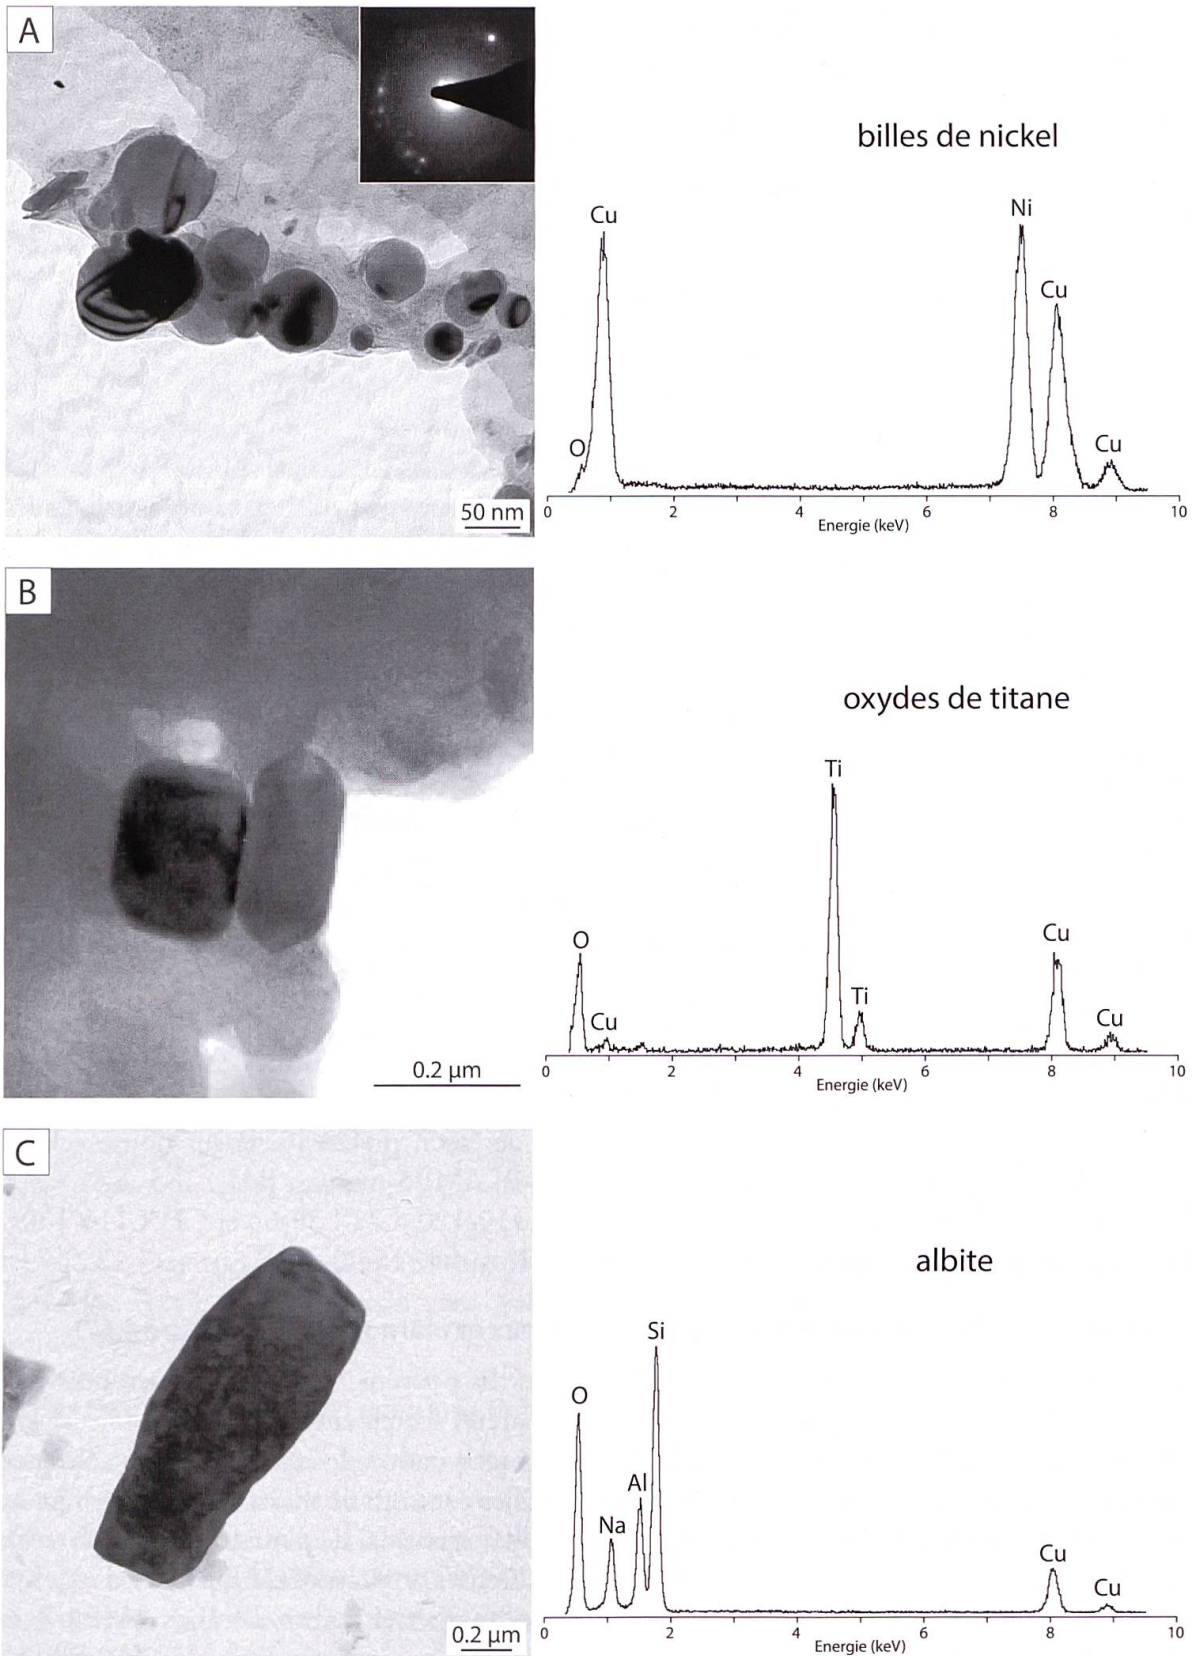 A
billes de nickel
Cu
Ni
Cu
O
Cu
50 nm
0 2 4 6 8 10
Energie (keV)
B
oxydes de titane
Ti
O
Cu
Ti
Cu
Cu
0.2 µm
0 2 4 6 8 10
Energie (keV)
C
albite
Si
O
Al
Na
Cu
Cu
0.2 µm
0 2 4 6 8 10
Energie (keV)